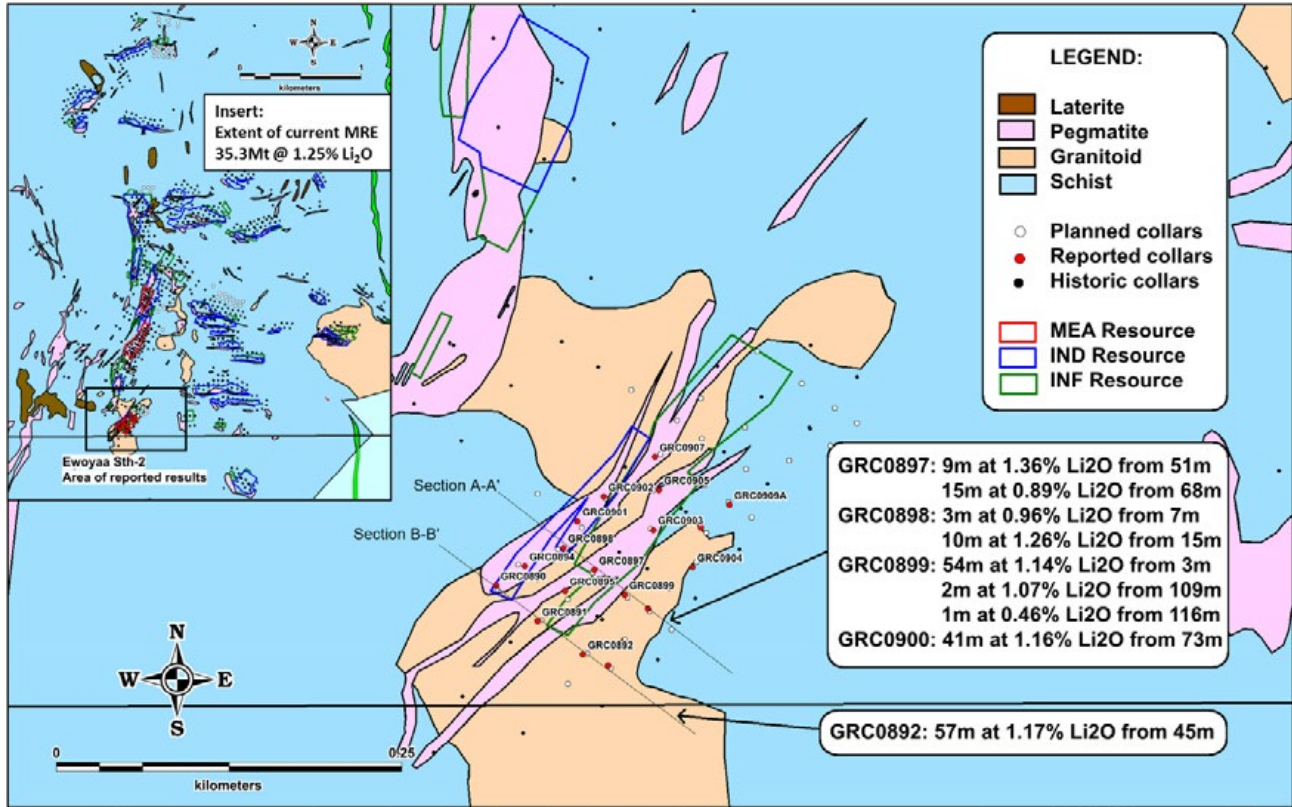 N
W E
S
0 1
kilometers
Insert:
Extent of current MRE
35.3Mt @ 1.25% Li₂O
Ewoyaa Sth-2
Area of reported results
LEGEND:
Laterite
Pegmatite
Granitoid
Schist
Planned collars
Reported collars
Historic collars
MEA Resource
IND Resource
INF Resource
GRC0907
Section A-A'
GRC0902
GRC0905
GRC0909A
GRC0901
GRC0903
Section B-B'
GRC0898
GRC0894
GRC0897
GRC0904
GRC0890
GRC0895
GRC0899
GRC0891
GRC0892
GRC0897: 9m at 1.36% Li2O from 51m
15m at 0.89% Li2O from 68m
GRC0898: 3m at 0.96% Li2O from 7m
10m at 1.26% Li2O from 15m
GRC0899: 54m at 1.14% Li2O from 3m
2m at 1.07% Li2O from 109m
1m at 0.46% Li2O from 116m
GRC0900: 41m at 1.16% Li2O from 73m
GRC0892: 57m at 1.17% Li2O from 45m
N
W E
S
0 0.25
kilometers